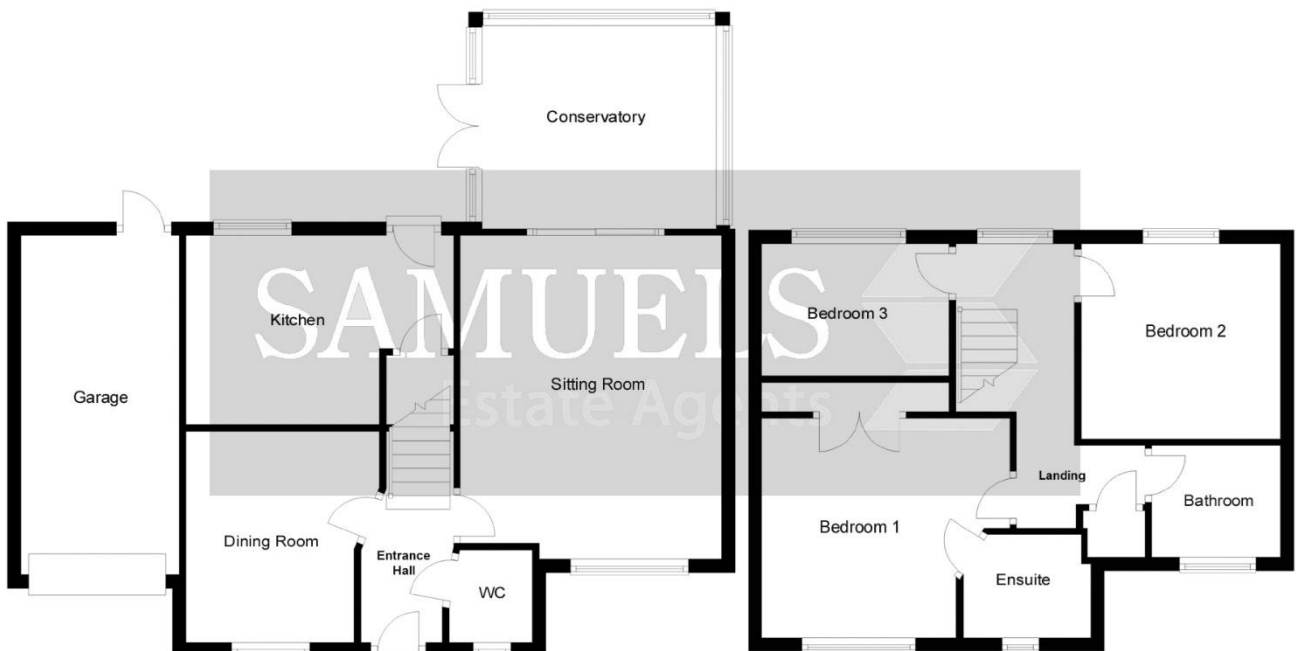 Conservatory
SAMUELS
Estate Agents
Kitchen
Garage
Sitting Room
Dining Room
Entrance
Hall
WC
Bedroom 3
Bedroom 2
Landing
Bedroom 1
Bathroom
Ensuite